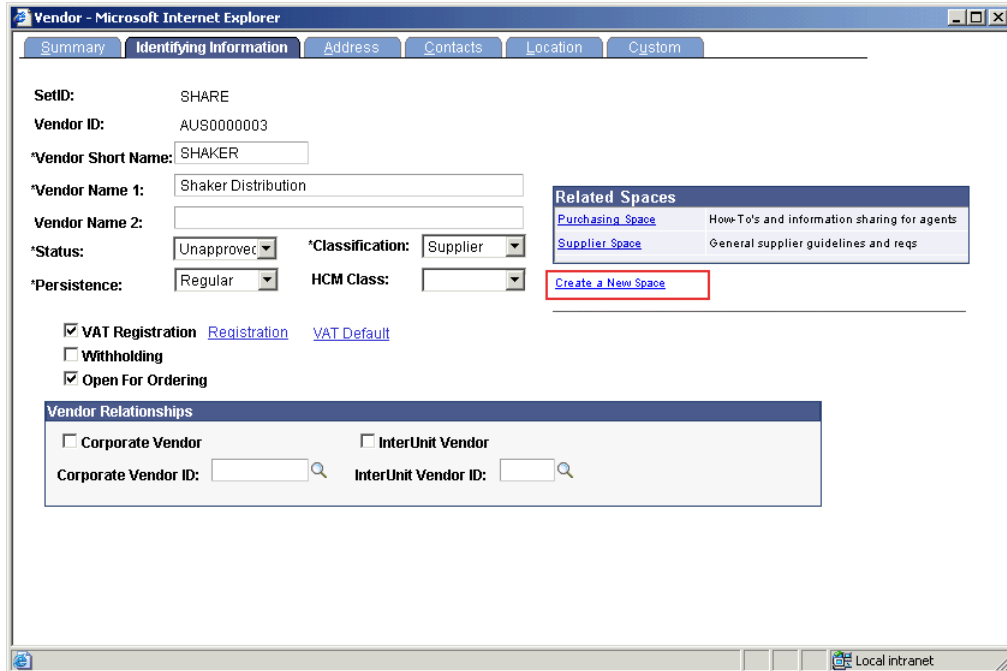 Vendor - Microsoft Internet Explorer
Summary Identifying Information Address Contacts Location Custom
SetID: SHARE
Vendor ID: AUS0000003
*Vendor Short Name: SHAKER
*Vendor Name 1: Shaker Distribution
Vendor Name 2:
*Status: Unapproved *Classification: Supplier
*Persistence: Regular HCM Class:
Related Spaces
Purchasing Space How-To's and information sharing for agents
Supplier Space General supplier guidelines and reqs
Create a New Space
VAT Registration Registration VAT Default
Withholding
Open For Ordering
Vendor Relationships
Corporate Vendor InterUnit Vendor
Corporate Vendor ID: InterUnit Vendor ID:
Local intranet